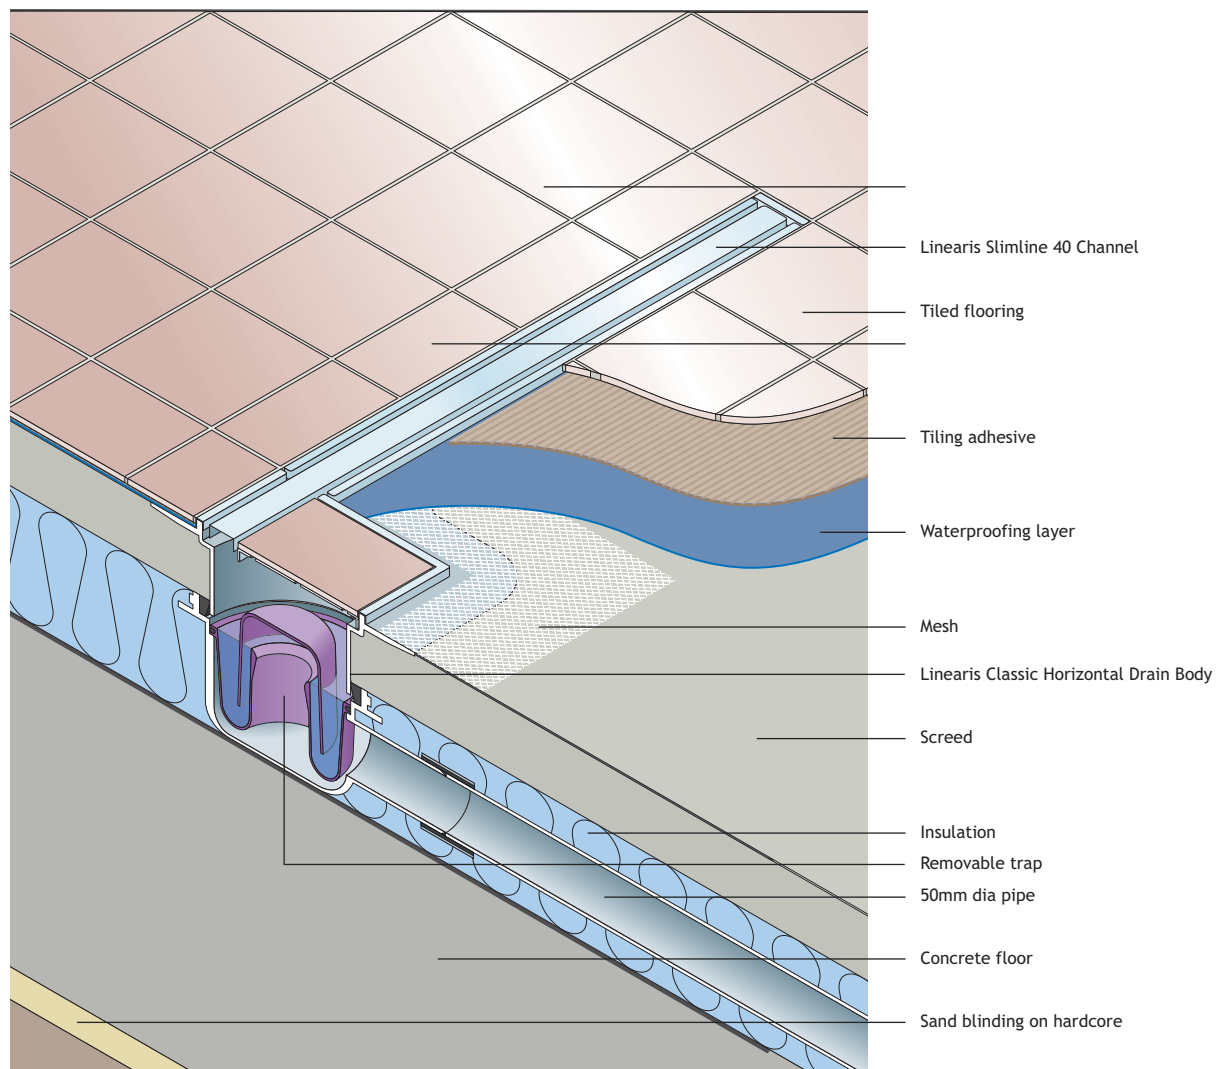 Linearis Slimline 40 Channel
Tiled flooring
Tiling adhesive
Waterproofing layer
Mesh
Linearis Classic Horizontal Drain Body
Screed
Insulation
Removable trap
50mm dia pipe
Concrete floor
Sand blinding on hardcore